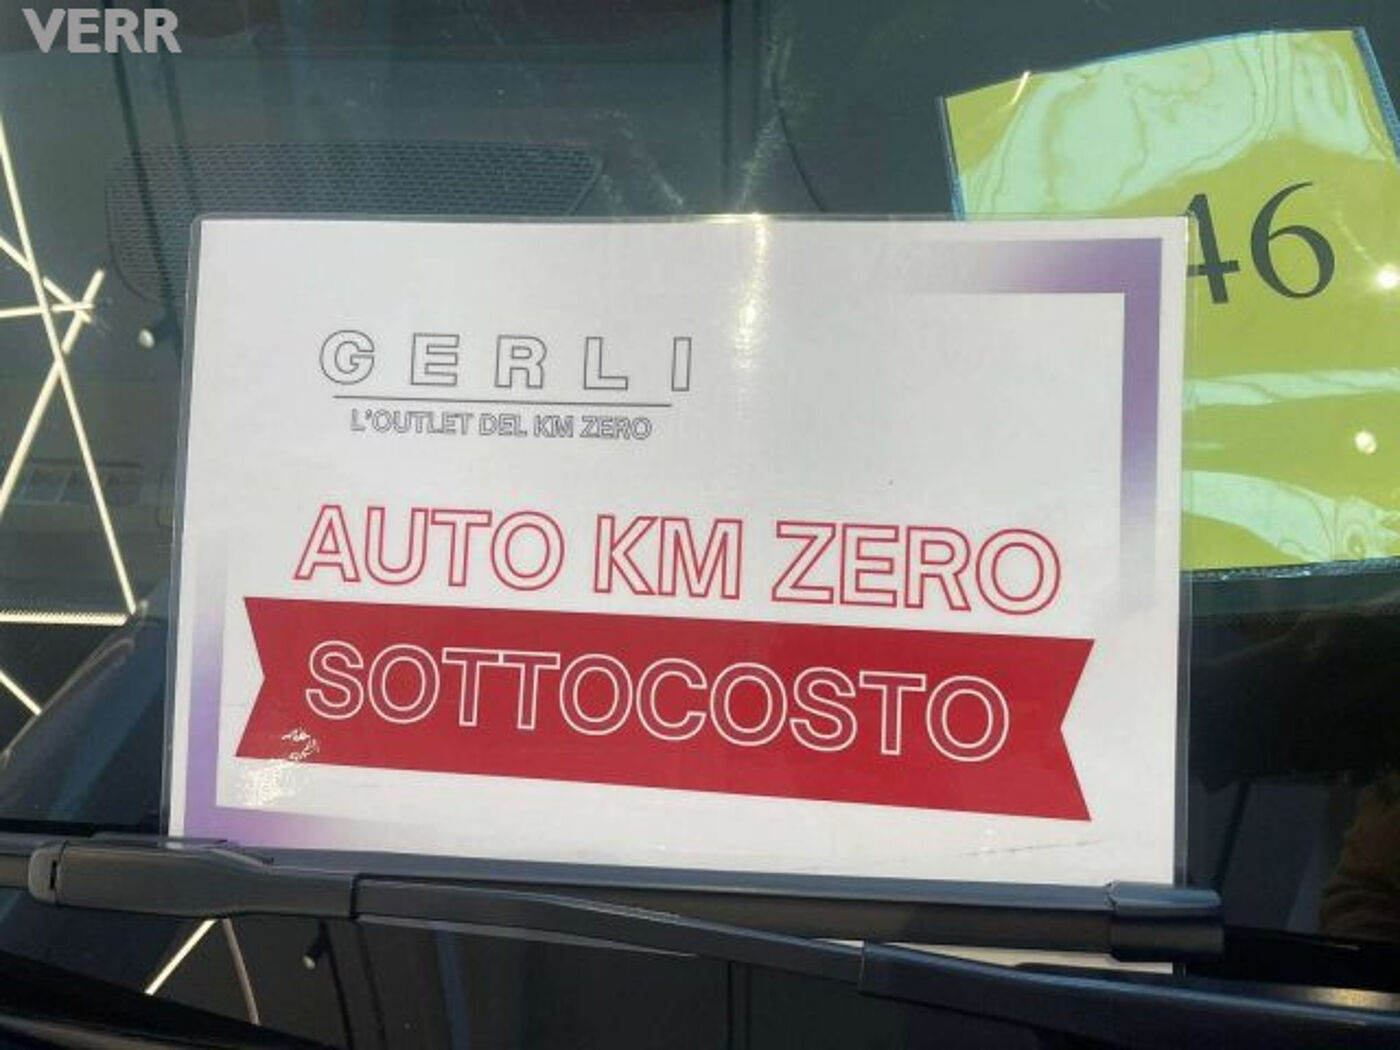 VERR
46
GERLI
L'OUTLET DEL KM ZERO
AUTO KM ZERO
SOTTOCOSTO